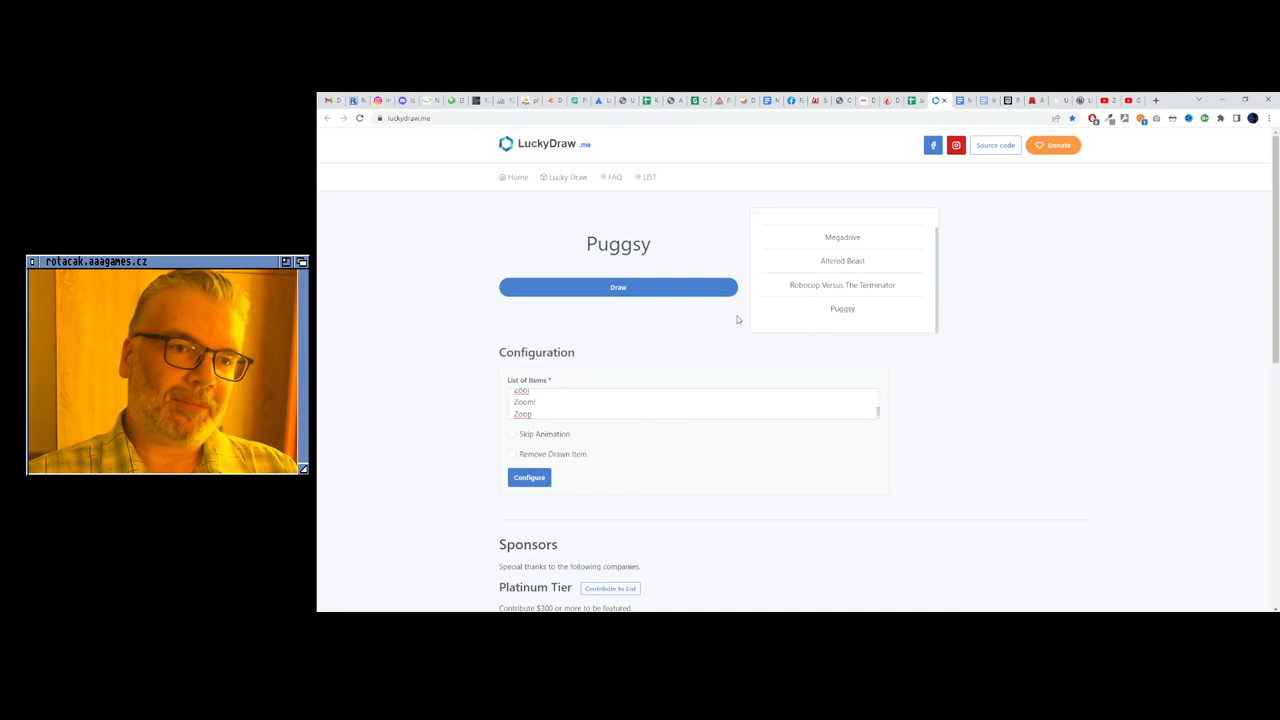 rotacak.aaagames.cz
luckydraw.me
LuckyDraw .me
Source code
Donate
Home
Lucky Draw
FAQ
LIST
Puggsy
Draw
Megadrive
Altered Beast
Robocop Versus The Terminator
Puggsy
Configuration
List of Items *
Zool
Zoom!
Zoop
Skip Animation
Remove Drawn Item
Configure
Sponsors
Special thanks to the following companies.
Platinum Tier
Contribute to List
Contribute $300 or more to be featured.